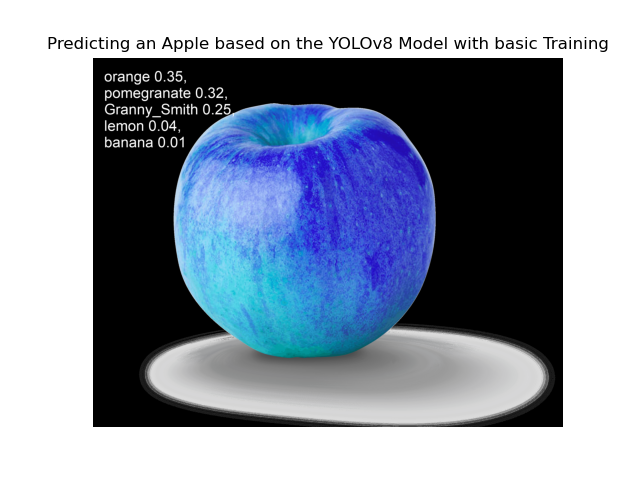 Predicting an Apple based on the YOLOv8 Model with basic Training
orange 0.35,
pomegranate 0.32,
Granny_Smith 0.25,
lemon 0.04,
banana 0.01